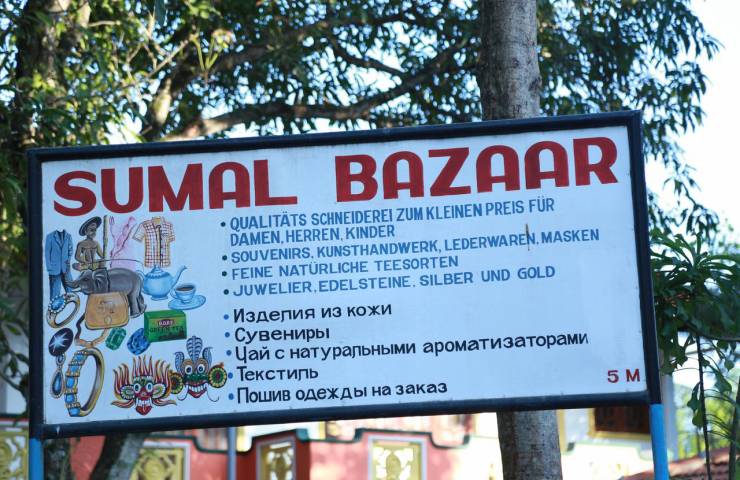 SUMAL BAZAAR
• QUALITÄTS SCHNEIDEREI ZUM KLEINEN PREIS FÜR
DAMEN, HERREN, KINDER
• SOUVENIRS, KUNSTHANDWERK, LEDERWAREN, MASKEN
• FEINE NATÜRLICHE TEESORTEN
• JUWELIER, EDELSTEINE, SILBER UND GOLD
• Изделия из кожи
• Сувениры
• Чай с натуральными ароматизаторами
• Текстиль
• Пошив одежды на заказ
5 M